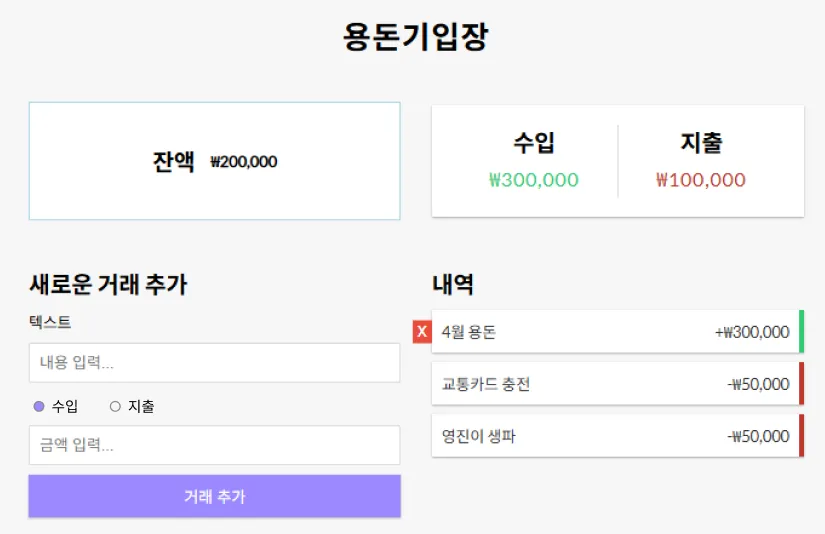 용돈기입장
잔액 ₩200,000
수입
₩300,000
지출
₩100,000
새로운 거래 추가
텍스트
내용 입력...
수입 지출
금액 입력...
거래 추가
내역
X 4월 용돈 +₩300,000
교통카드 충전 -₩50,000
영진이 생파 -₩50,000